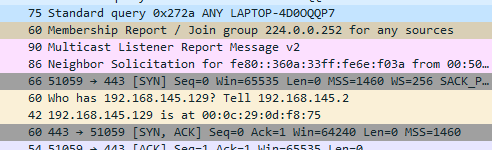 75 Standard query 0x272a ANY LAPTOP-4D0OQQP7
60 Membership Report / Join group 224.0.0.252 for any sources
90 Multicast Listener Report Message v2
86 Neighbor Solicitation for fe80::360a:33ff:fe6e:f03a from 00:50…
66 51059 → 443 [SYN] Seq=0 Win=65535 Len=0 MSS=1460 WS=256 SACK_P…
60 Who has 192.168.145.129? Tell 192.168.145.2
42 192.168.145.129 is at 00:0c:29:0d:f8:75
60 443 → 51059 [SYN, ACK] Seq=0 Ack=1 Win=64240 Len=0 MSS=1460
54 51059 → 443 [ACK] Seq=1 Ack=1 Win=65535 Len=0